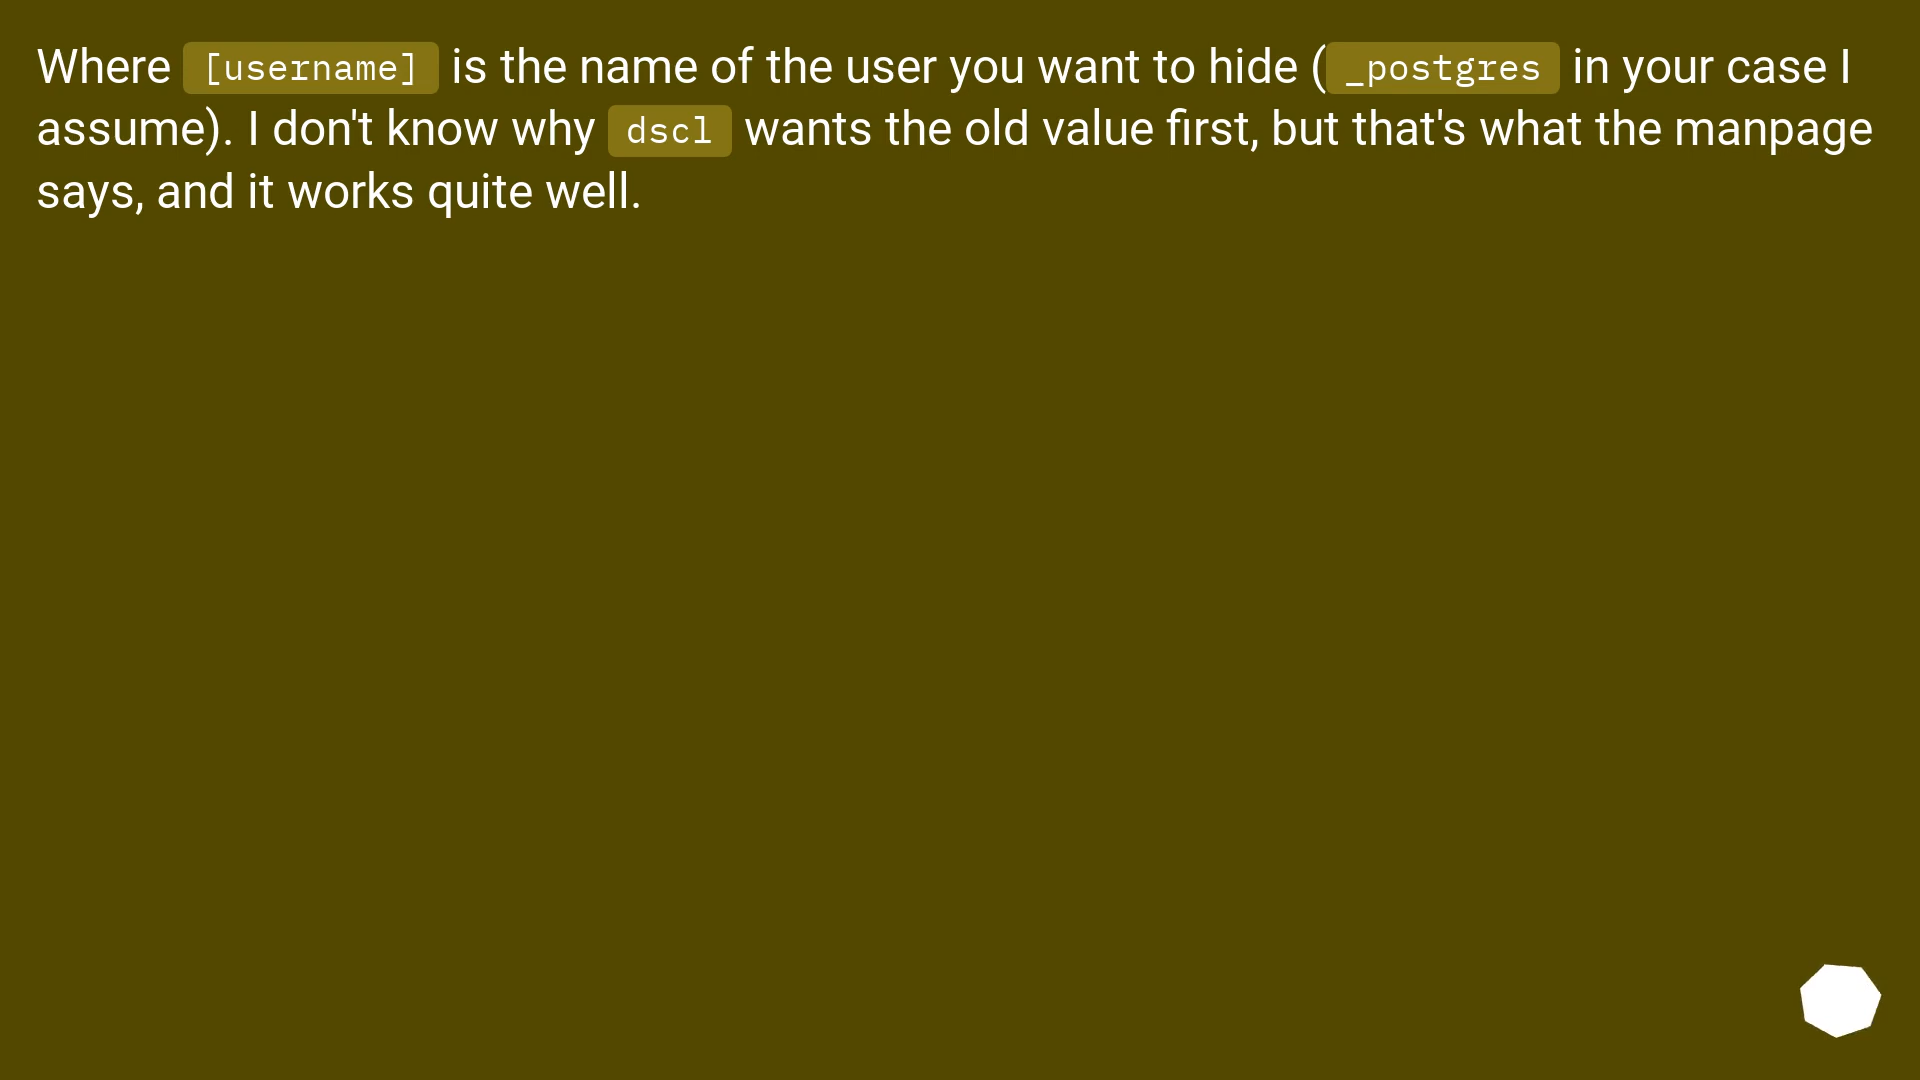 Where [username] is the name of the user you want to hide (_postgres in your case I
assume). I don't know why dscl wants the old value first, but that's what the manpage
says, and it works quite well.